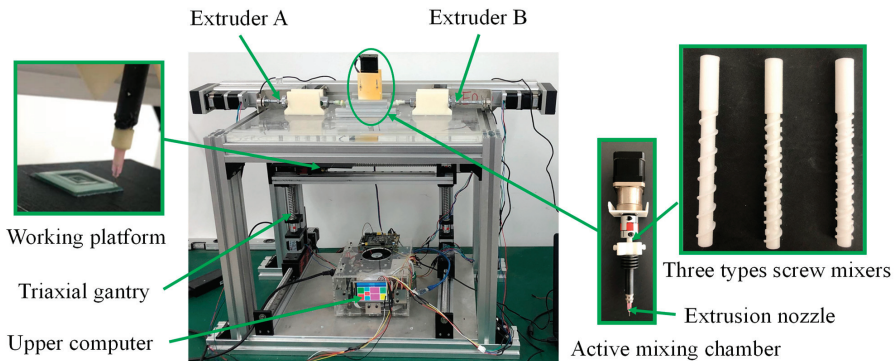 Extruder A
Extruder B
Working platform
Triaxial gantry
Upper computer
Three types screw mixers
Extrusion nozzle
Active mixing chamber